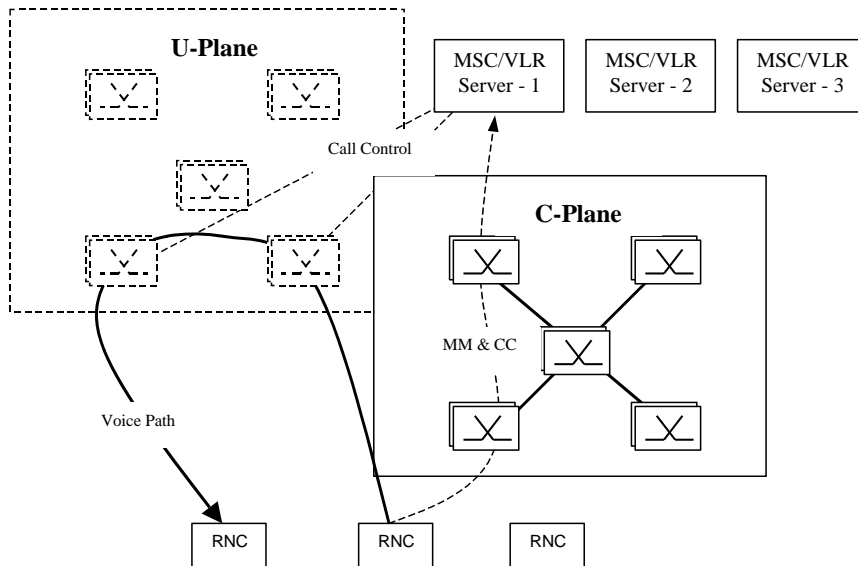 U-Plane
MSC/VLR
Server - 1
MSC/VLR
Server - 2
MSC/VLR
Server - 3
Call Control
C-Plane
MM & CC
Voice Path
RNC
RNC
RNC